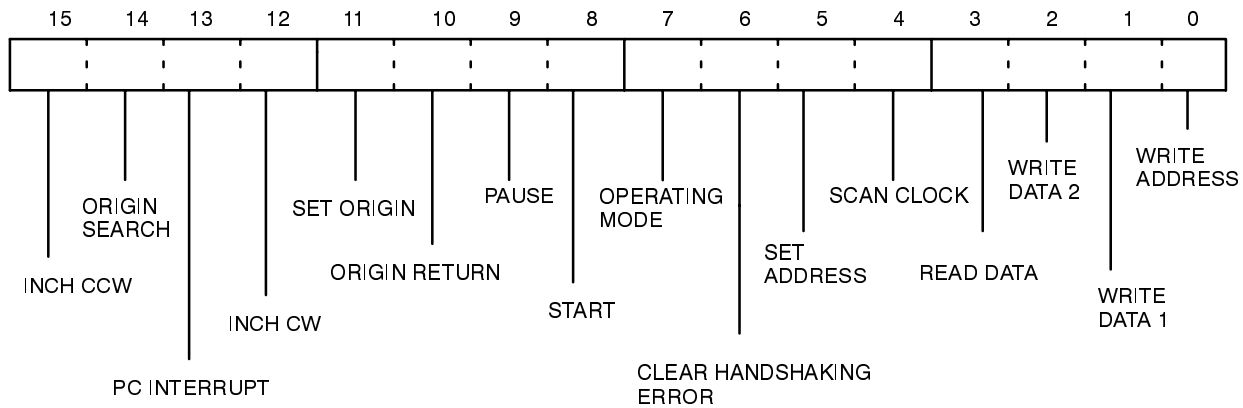 15 14 13 12 11 10 9 8 7 6 5 4 3 2 1 0
WRITE
ADDRESS
WRITE
DATA 2
ORIGIN
SEARCH
SET ORIGIN
PAUSE
OPERATING
MODE
SCAN CLOCK
INCH CCW
ORIGIN RETURN
SET
ADDRESS
READ DATA
WRITE
DATA 1
INCH CW
START
PC INTERRUPT
CLEAR HANDSHAKING
ERROR